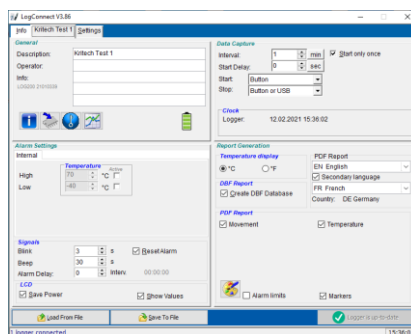 LogConnect V3.86
Info
Kritech Test 1
Settings
General
Description: Kritech Test 1
Operator:
Info:
Data Capture
Interval: 1 min Start only once
Start Delay: 0 sec
Start: Button
Stop: Button or USB
Clock
Logger: 12.02.2021 15:36:02
Alarm Settings
Internal
Temperature
Active
High 70 °C
Low -40 °C
Signals
Blink 3 s Reset Alarm
Beep 30 s
Alarm Delay: 0 Interv. 00:00:00
LCD
Save Power Show Values
Report Generation
Temperature display
°C °F
DBF Report
Create DBF Database
PDF Report
EN English
Secondary language
FR French
Country: DE Germany
PDF Report
Movement Temperature
Alarm limits Markers
Load From File
Save To File
Logger is up-to-date